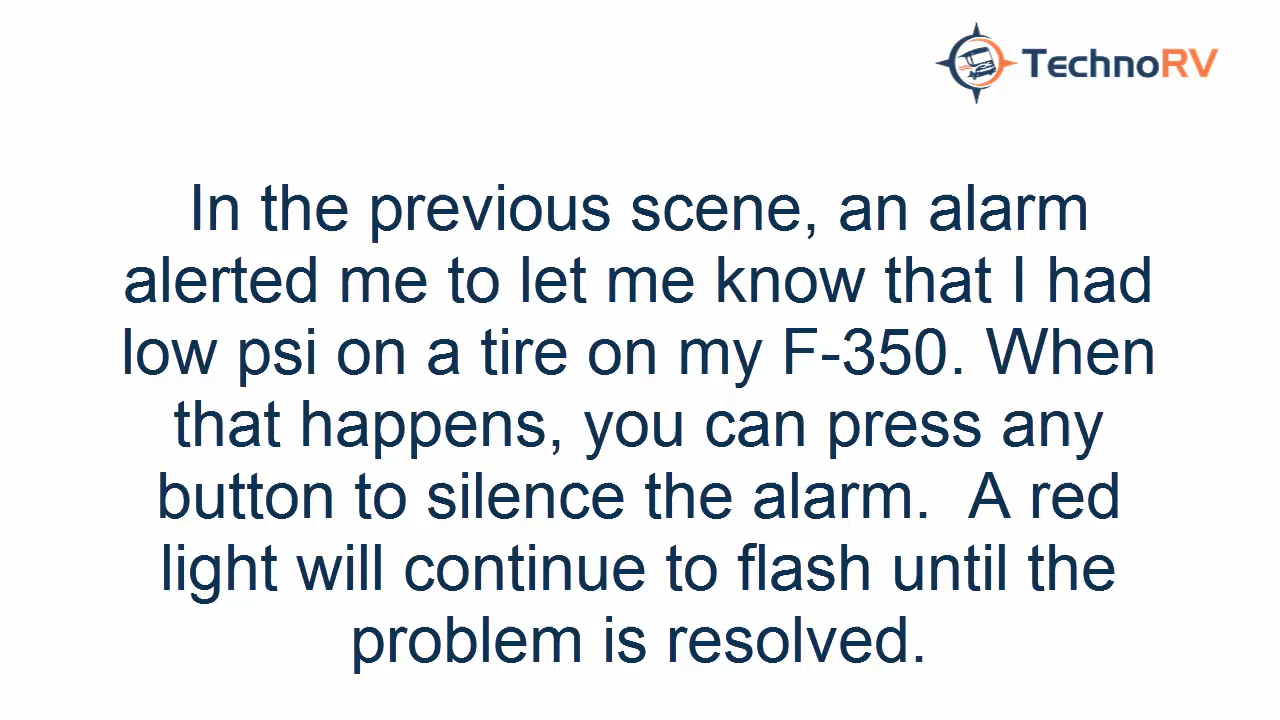 TechnoRV
In the previous scene, an alarm
alerted me to let me know that I had
low psi on a tire on my F-350. When
that happens, you can press any
button to silence the alarm.  A red
light will continue to flash until the
problem is resolved.